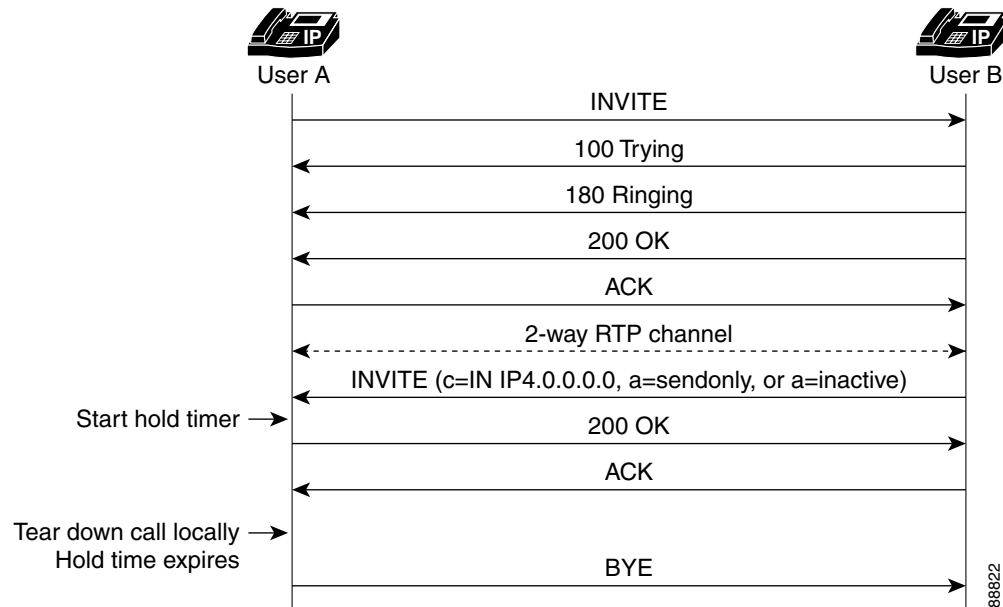 IP
IP
User A
User B
INVITE
100 Trying
180 Ringing
200 OK
ACK
2-way RTP channel
INVITE (c=IN IP4.0.0.0.0, a=sendonly, or a=inactive)
Start hold timer
200 OK
ACK
Tear down call locally
Hold time expires
BYE
88822